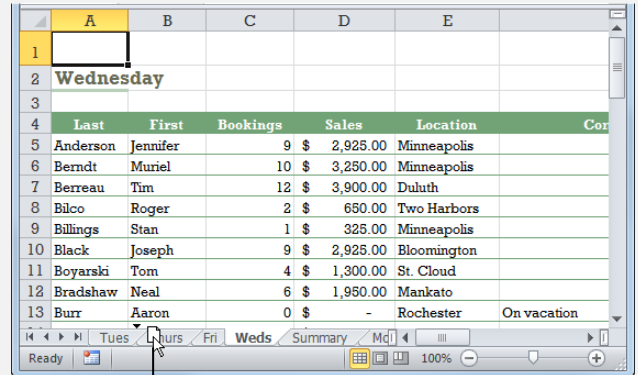 A B C D E
1
2 Wednesday
3
4 Last First Bookings Sales Location Cor
5 Anderson Jennifer 9 $ 2,925.00 Minneapolis
6 Berndt Muriel 10 $ 3,250.00 Minneapolis
7 Berreau Tim 12 $ 3,900.00 Duluth
8 Bilco Roger 2 $ 650.00 Two Harbors
9 Billings Stan 1 $ 325.00 Minneapolis
10 Black Joseph 9 $ 2,925.00 Bloomington
11 Boyarski Tom 4 $ 1,300.00 St. Cloud
12 Bradshaw Neal 6 $ 1,950.00 Mankato
13 Burr Aaron 0 $ - Rochester On vacation
Tues hurs Fri Weds Summary
Ready 100%